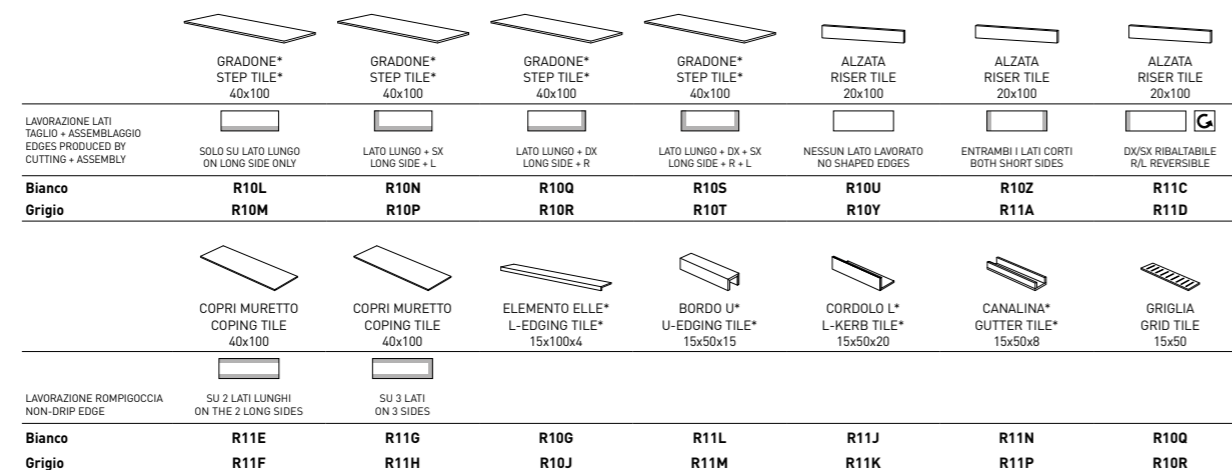 GRADONE* GRADONE* GRADONE* GRADONE* ALZATA ALZATA ALZATA
STEP TILE* STEP TILE* STEP TILE* STEP TILE* RISER TILE RISER TILE RISER TILE
40x100 40x100 40x100 40x100 20x100 20x100 20x100
LAVORAZIONE LATI
TAGLIO + ASSEMBLAGGIO
EDGES PRODUCED BY
CUTTING + ASSEMBLY
SOLO SU LATO LUNGO LATO LUNGO + SX LATO LUNGO + DX LATO LUNGO + DX + SX NESSUN LATO LAVORATO ENTRAMBI I LATI CORTI DX/SX RIBALTABILE
ON LONG SIDE ONLY LONG SIDE + L LONG SIDE + R LONG SIDE + R + L NO SHAPED EDGES BOTH SHORT SIDES R/L REVERSIBLE
Bianco R10L R10N R10Q R10S R10U R10Z R11C
Grigio R10M R10P R10R R10T R10Y R11A R11D
COPRI MURETTO COPRI MURETTO ELEMENTO ELLE* BORDO U* CORDOLO L* CANALINA* GRIGLIA
COPING TILE COPING TILE L-EDGING TILE* U-EDGING TILE* L-KERB TILE* GUTTER TILE* GRID TILE
40x100 40x100 15x100x4 15x50x15 15x50x20 15x50x8 15x50
LAVORAZIONE ROMPIGOCCIA SU 2 LATI LUNGHI SU 3 LATI
NON-DRIP EDGE ON THE 2 LONG SIDES ON 3 SIDES
Bianco R11E R11G R10G R11L R11J R11N R10Q
Grigio R11F R11H R10J R11M R11K R11P R10R